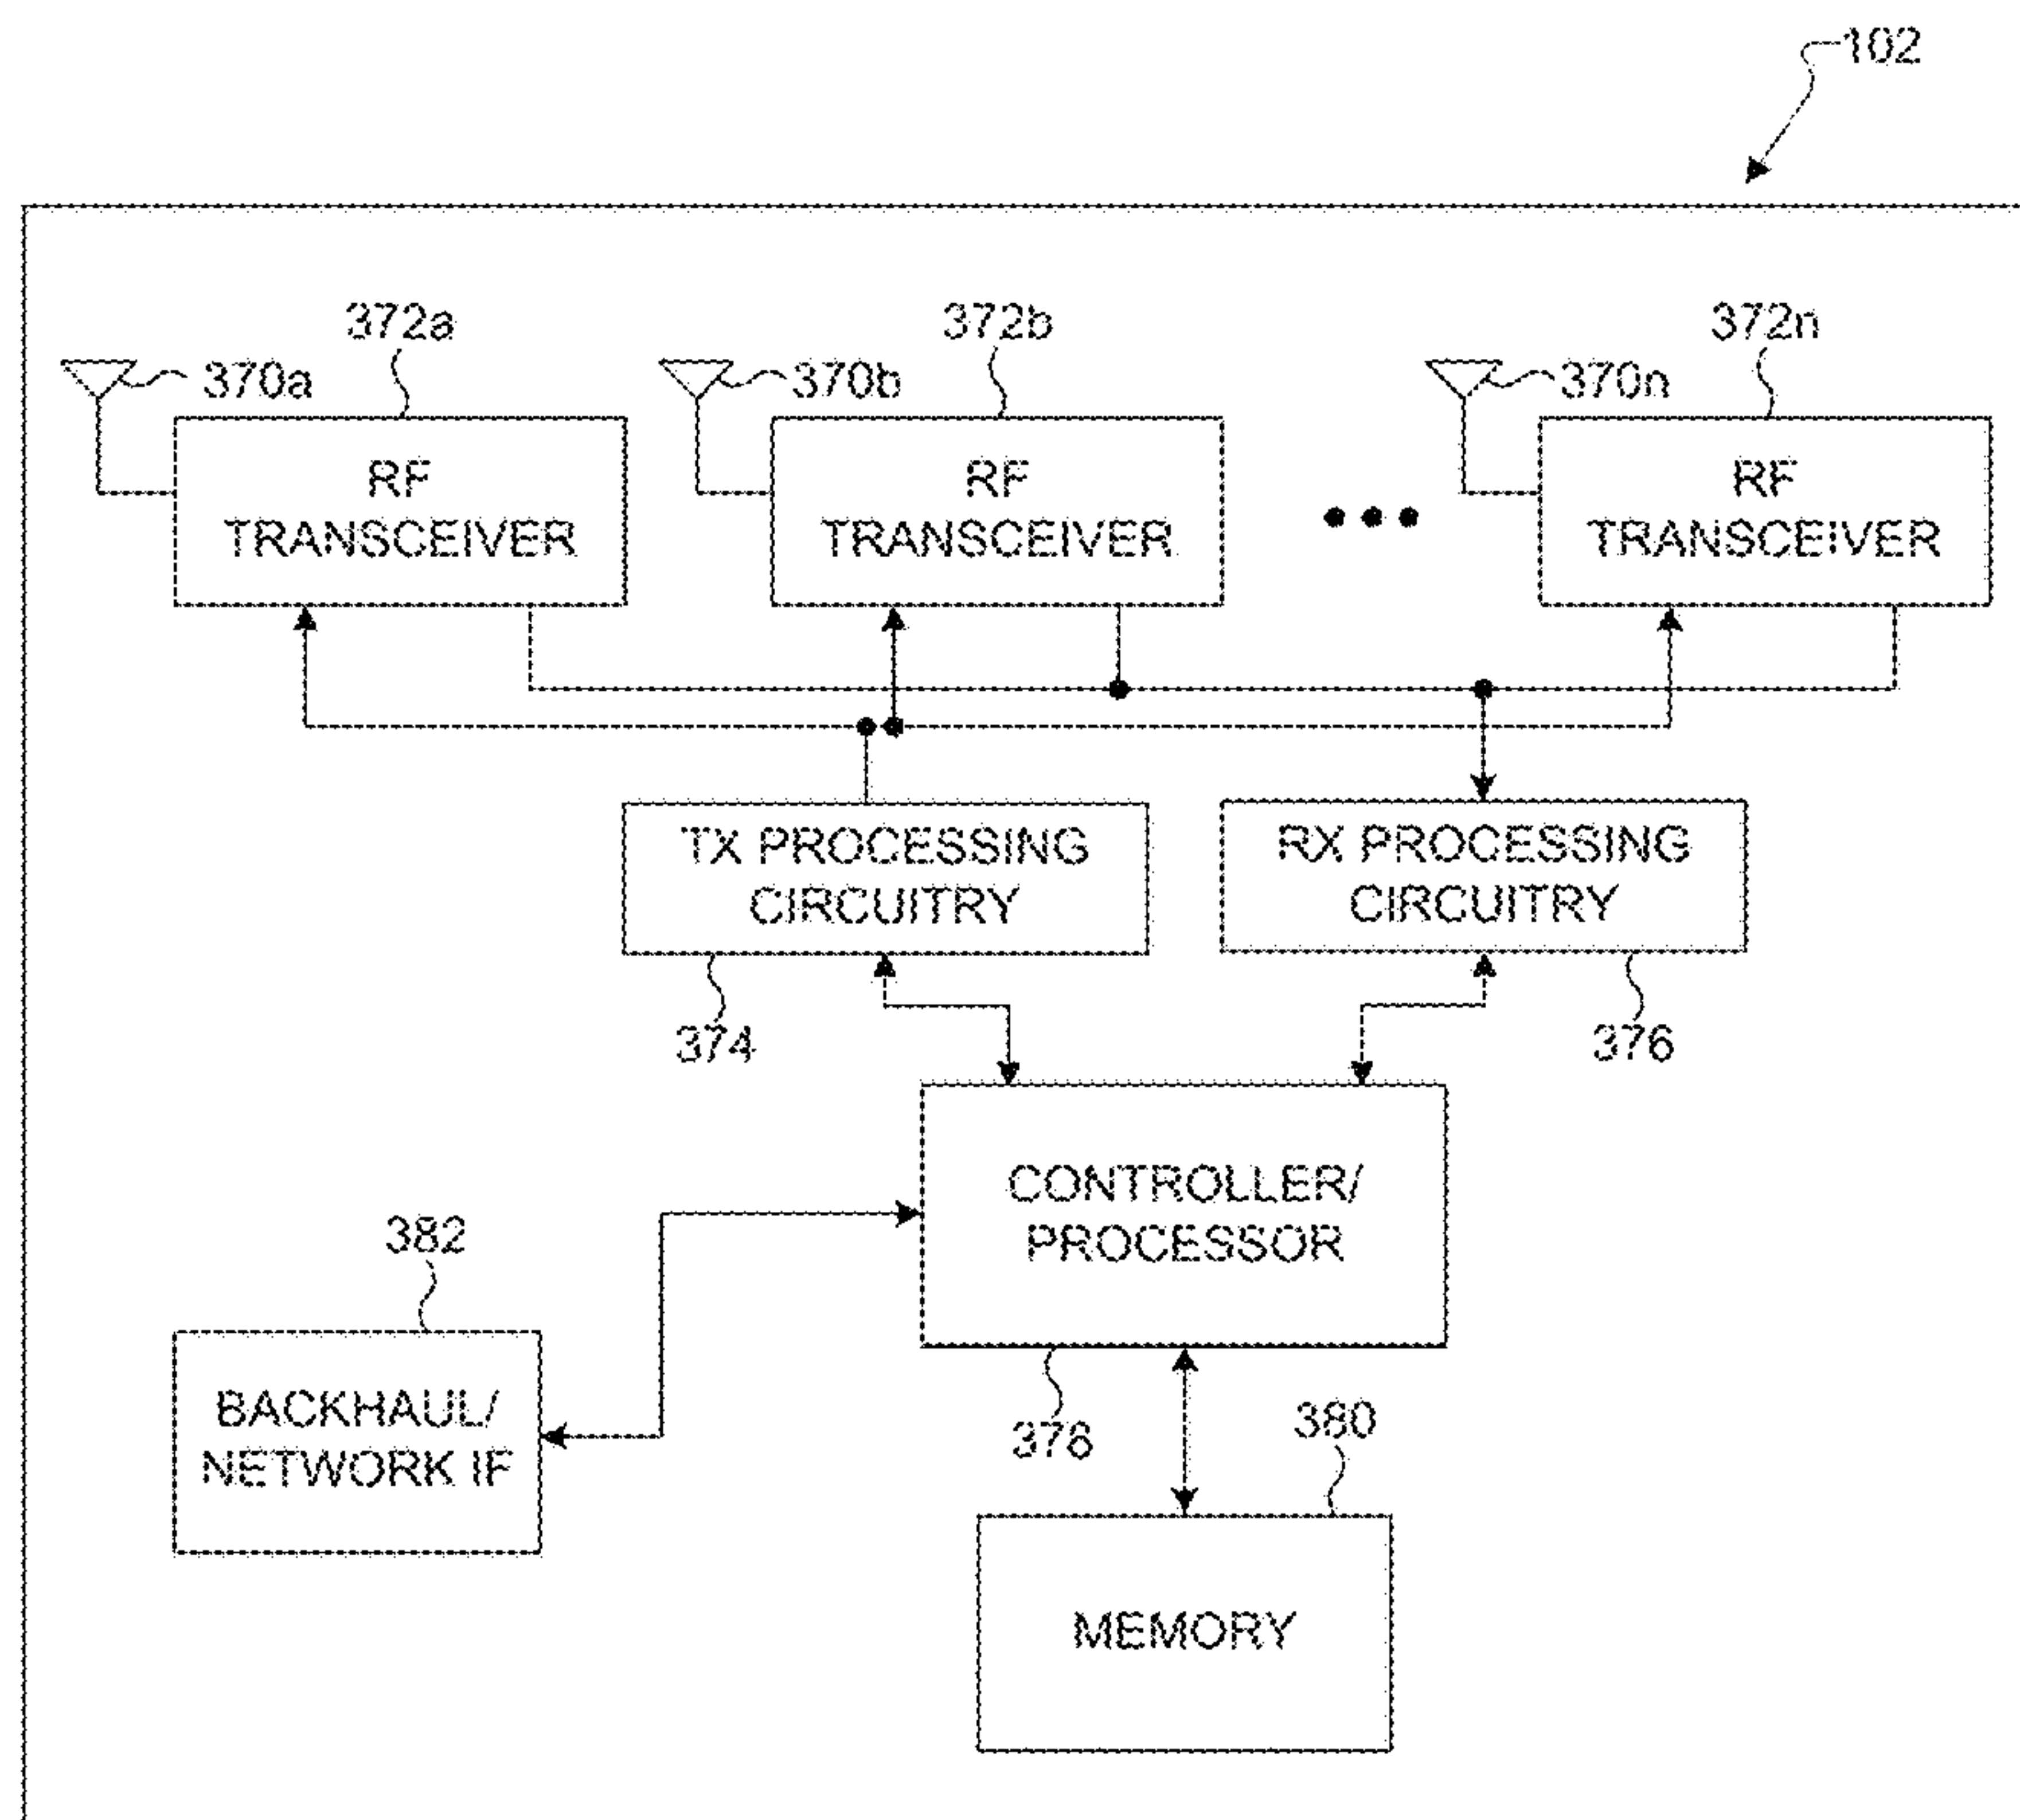 102
372a
372b
372n
370a
370b
370n
RF
TRANSCEIVER
RF
TRANSCEIVER
RF
TRANSCEIVER
TX PROCESSING
CIRCUITRY
RX PROCESSING
CIRCUITRY
374
376
CONTROLLER/
PROCESSOR
382
BACKHAUL/
NETWORK IF
378
380
MEMORY